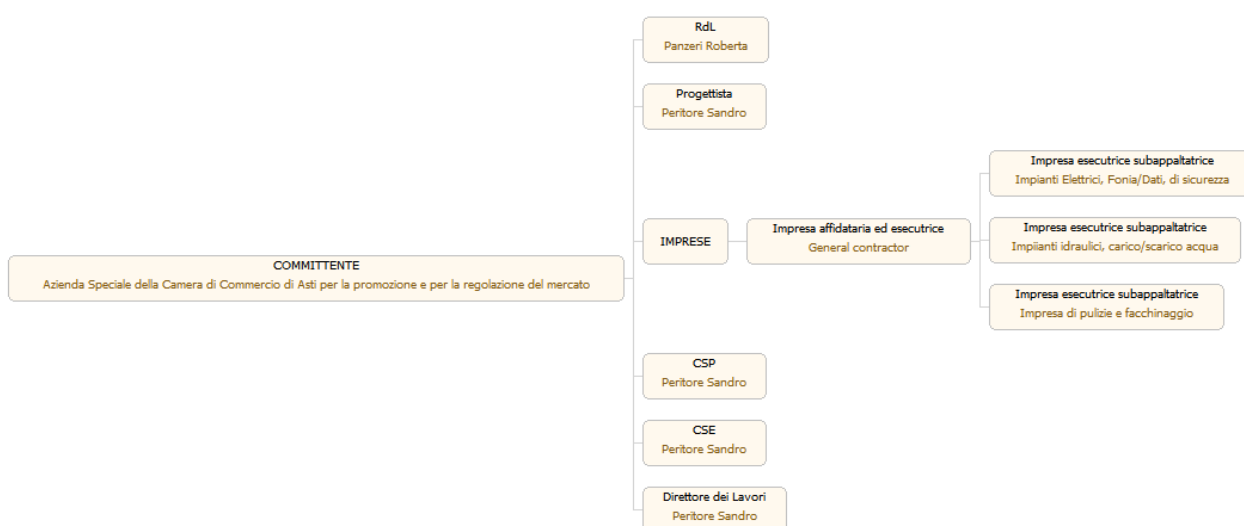 COMMITTENTE
Azienda Speciale della Camera di Commercio di Asti per la promozione e per la regolazione del mercato
RdL
Panzeri Roberta
Progettista
Peritore Sandro
IMPRESE
Impresa affidataria ed esecutrice
General contractor
Impresa esecutrice subappaltatrice
Impianti Elettrici, Fonia/Dati, di sicurezza
Impresa esecutrice subappaltatrice
Impiianti idraulici, carico/scarico acqua
Impresa esecutrice subappaltatrice
Impresa di pulizie e facchinaggio
CSP
Peritore Sandro
CSE
Peritore Sandro
Direttore dei Lavori
Peritore Sandro